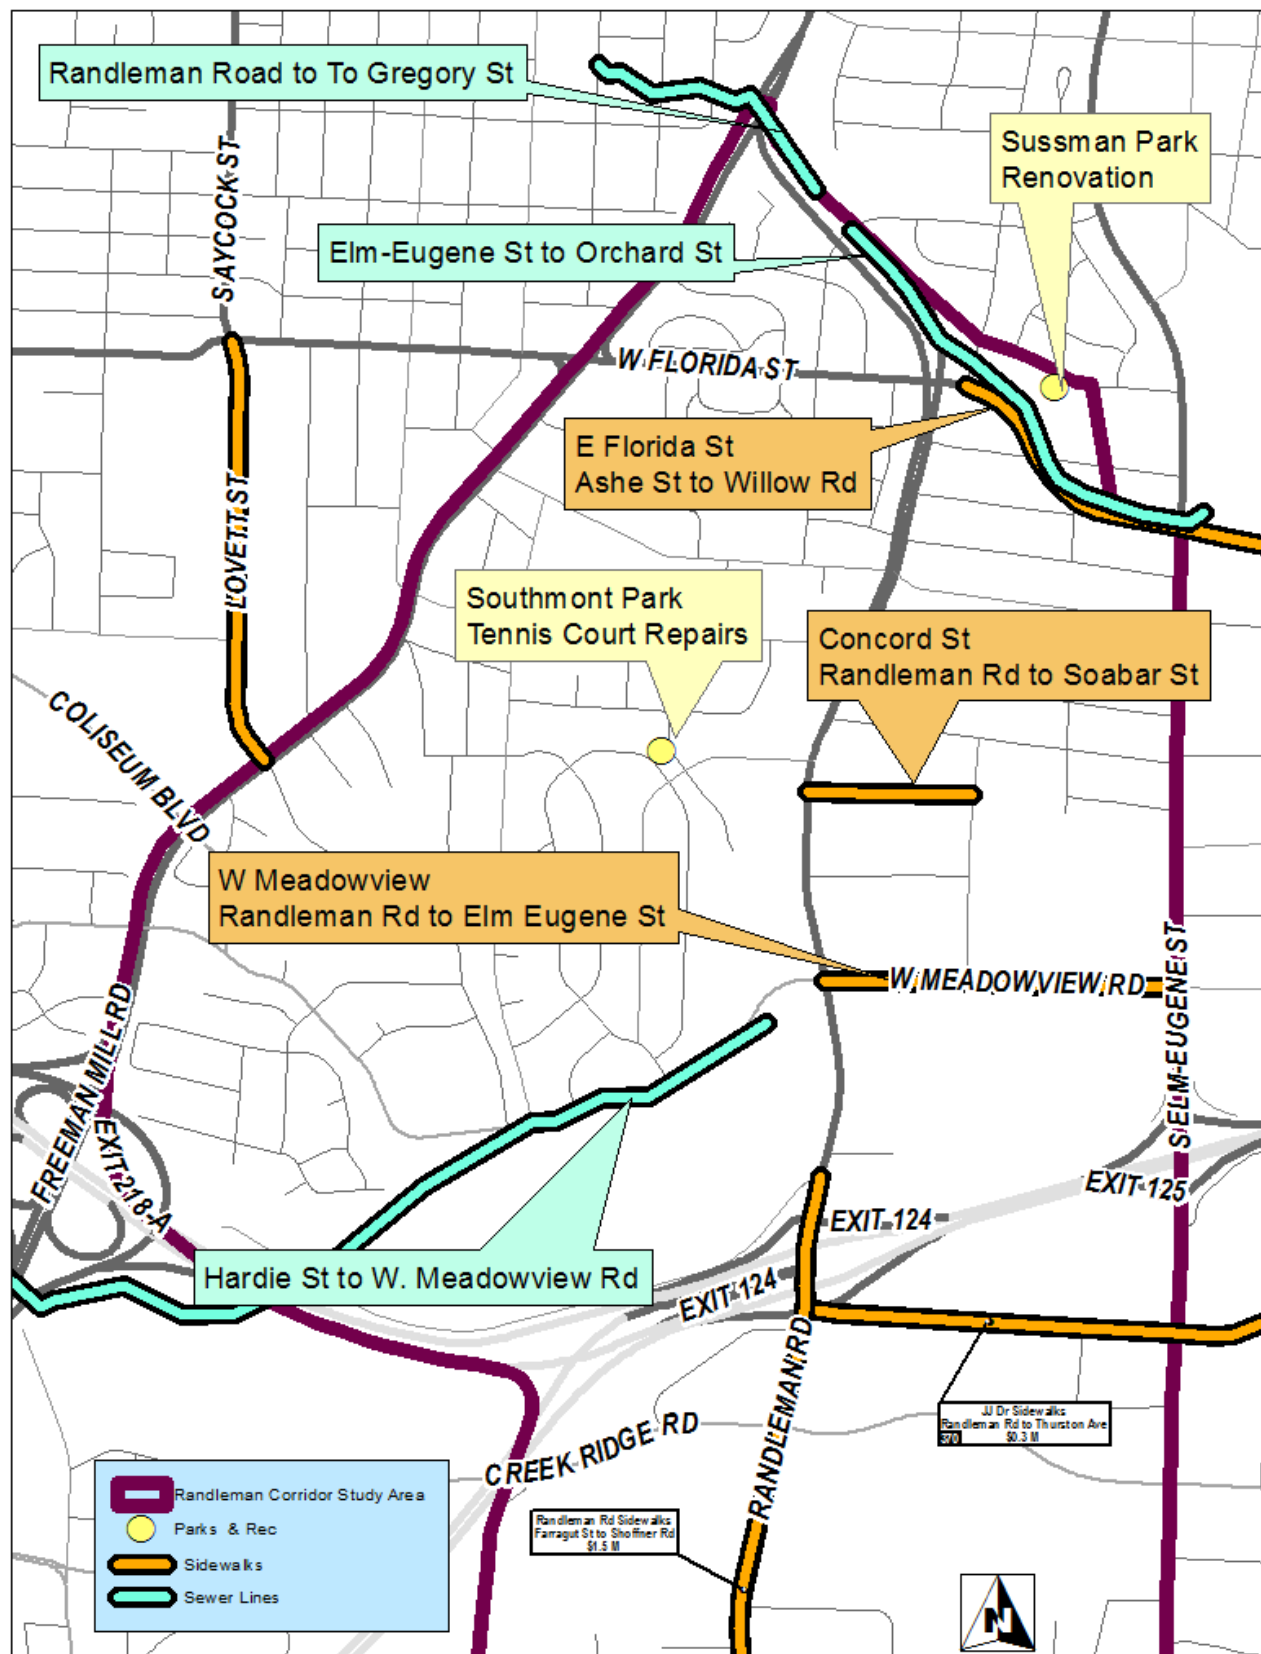 Randleman Road to To Gregory St
Sussman Park
Renovation
S AYCOCK ST
Elm-Eugene St to Orchard St
W FLORIDA ST
E Florida St
Ashe St to Willow Rd
LOVETT ST
Southmont Park
Tennis Court Repairs
Concord St
Randleman Rd to Soabar St
COLISEUM BLVD
W Meadowview
Randleman Rd to Elm Eugene St
W MEADOWVIEW RD
S ELM-EUGENE ST
FREEMAN MILL RD
EXIT 218-A
EXIT 125
EXIT 124
Hardie St to W. Meadowview Rd
EXIT 124
RANDLEMAN RD
JJ Dr Sidewalks
Randleman Rd to Thurston Ave
370 $0.3 M
CREEK RIDGE RD
Randleman Rd Sidewalks
Farragut St to Shoffner Rd
$1.5 M
Randleman Corridor Study Area
Parks & Rec
Sidewalks
Sewer Lines
N